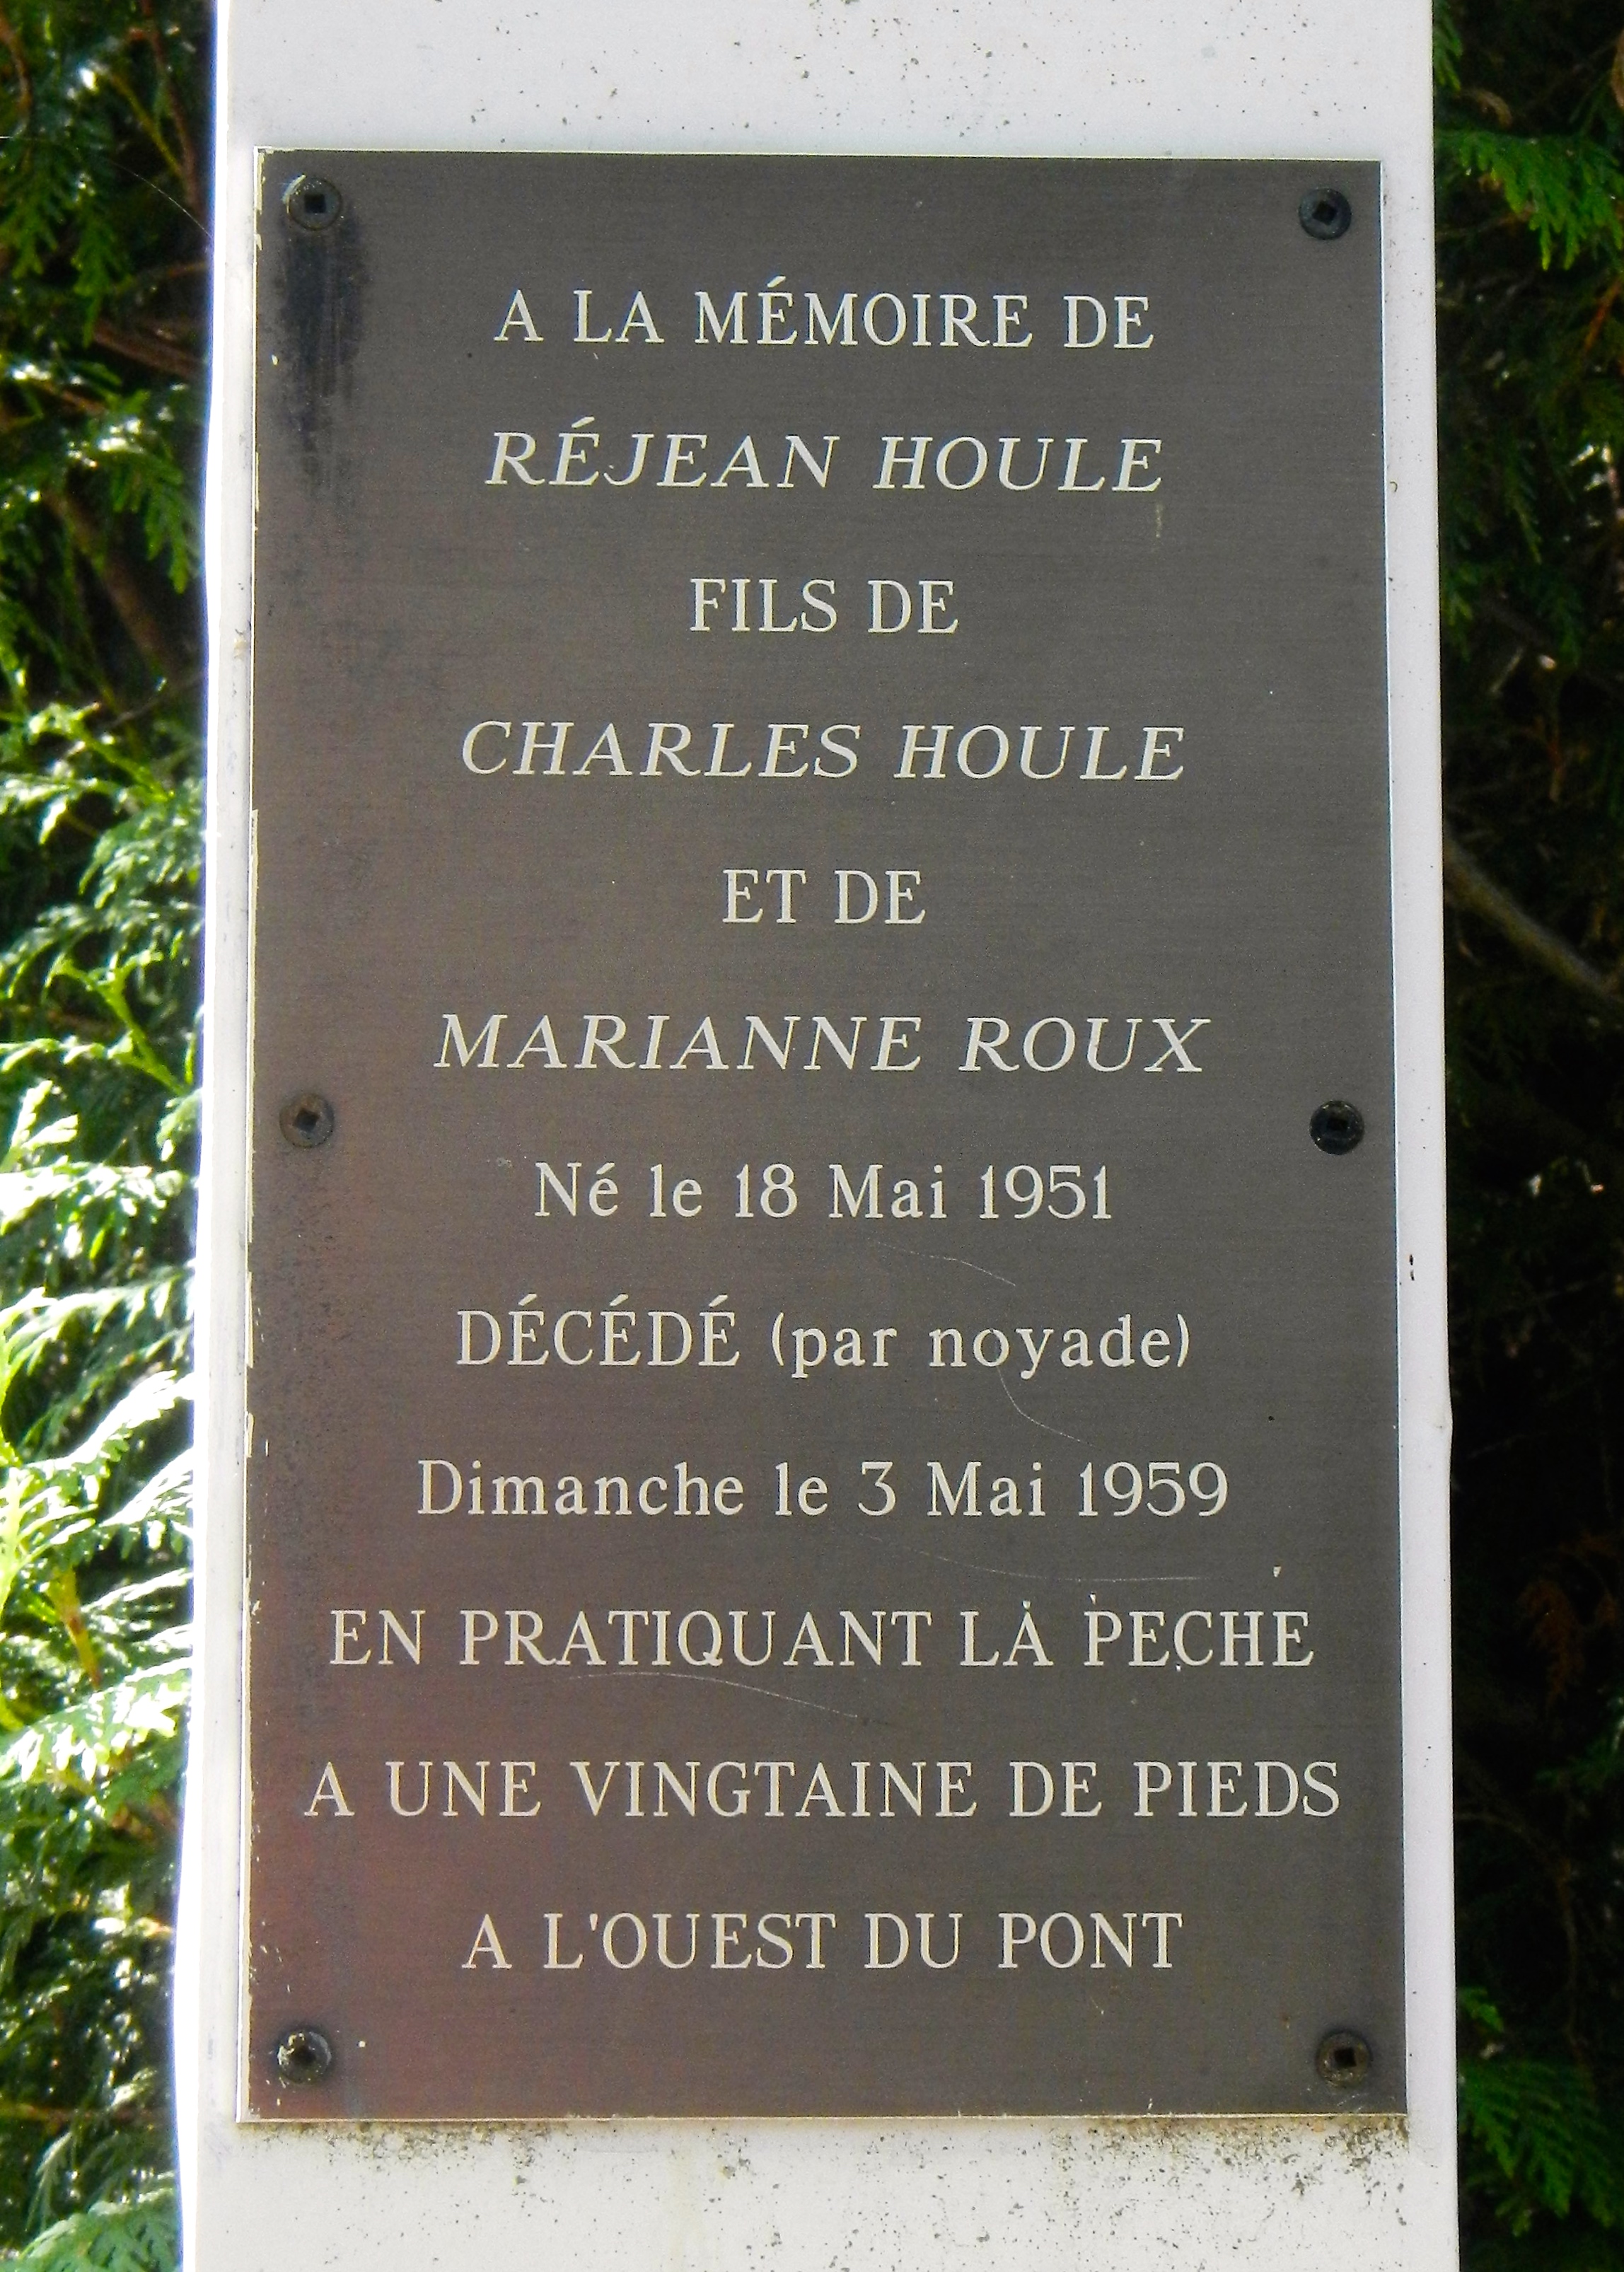 A LA MÉMOIRE DE
RÉJEAN HOULE
FILS DE
CHARLES HOULE
ET DE
MARIANNE ROUX
Né le 18 Mai 1951
DÉCÉDÉ (par noyade)
Dimanche le 3 Mai 1959
EN PRATIQUANT LA PECHE
A UNE VINGTAINE DE PIEDS
A L'OUEST DU PONT